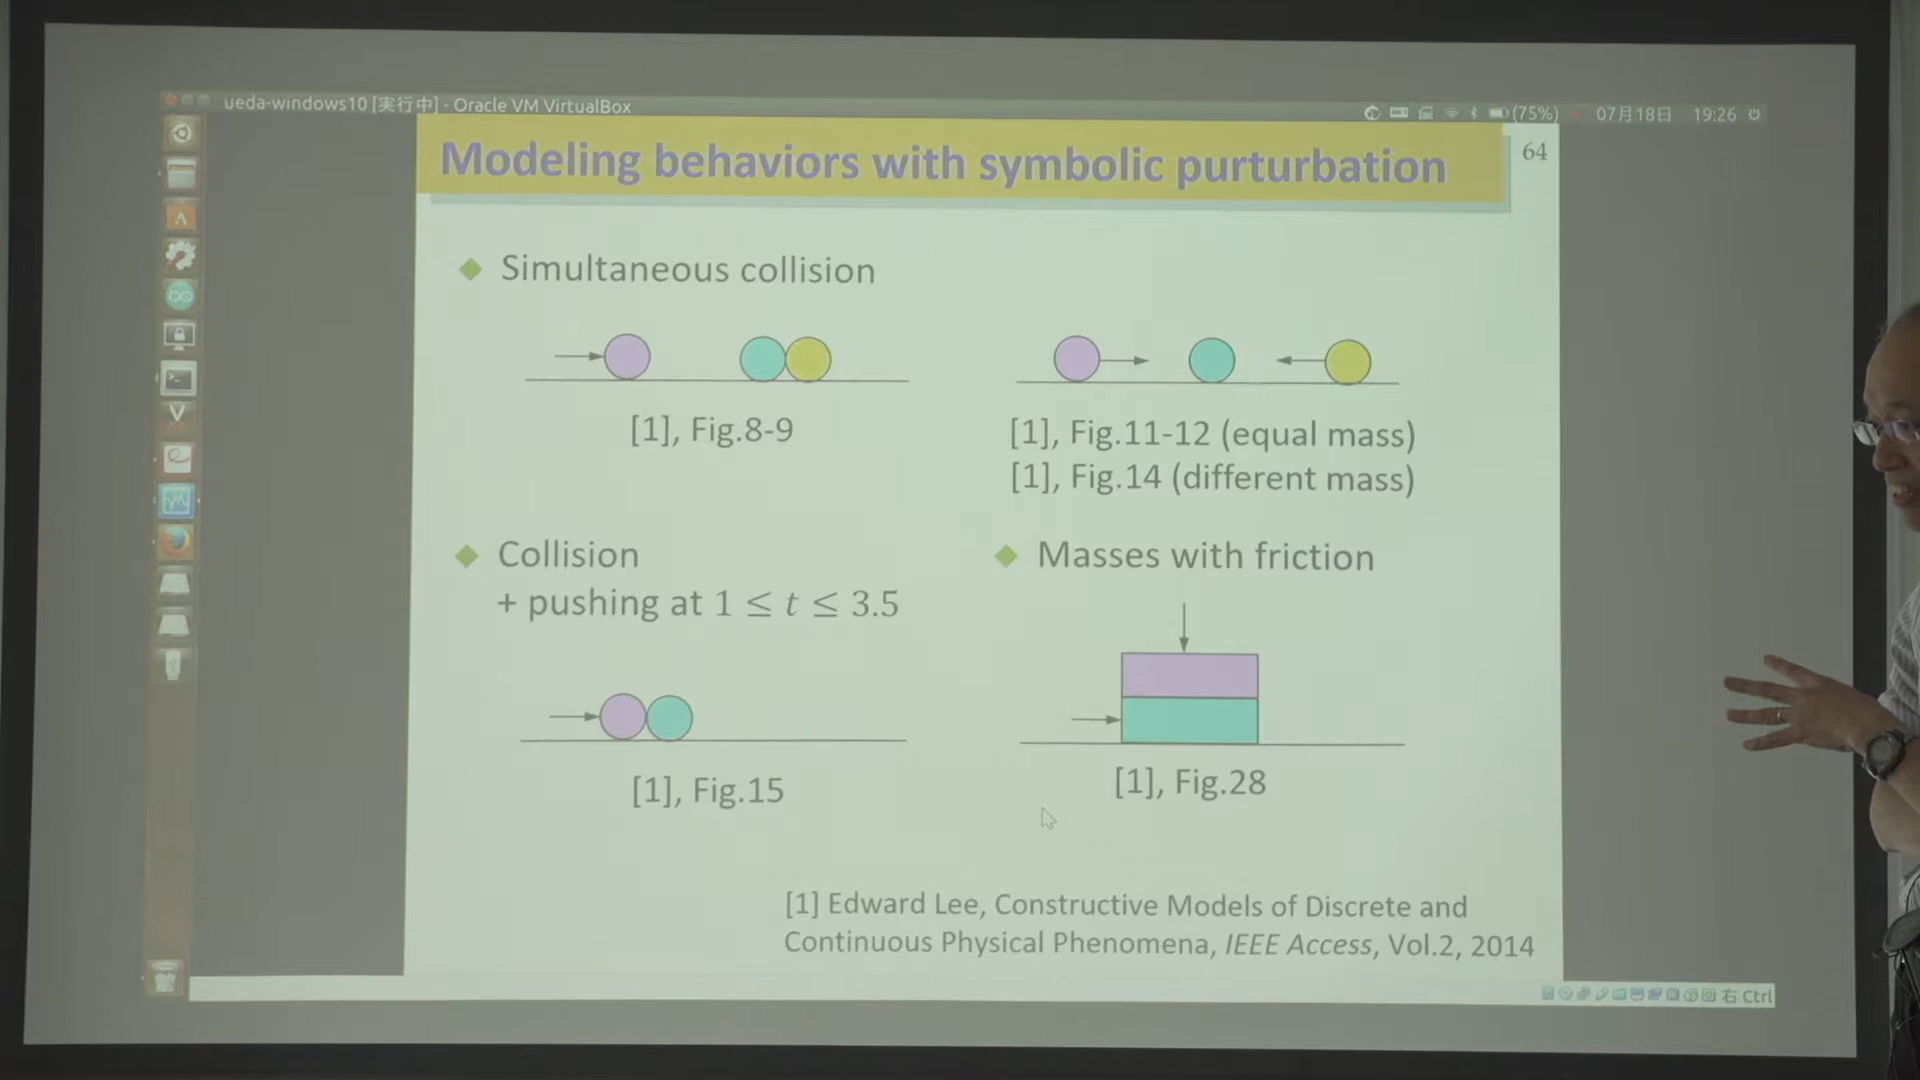 ueda-windows10 [実行中] - Oracle VM VirtualBox
(75%) 07月18日 19:26
Modeling behaviors with symbolic purturbation
64
Simultaneous collision
[1], Fig.8-9
[1], Fig.11-12 (equal mass)
[1], Fig.14 (different mass)
Collision
+ pushing at 1 ≤ t ≤ 3.5
[1], Fig.15
Masses with friction
[1], Fig.28
[1] Edward Lee, Constructive Models of Discrete and
Continuous Physical Phenomena, IEEE Access, Vol.2, 2014
右 Ctrl